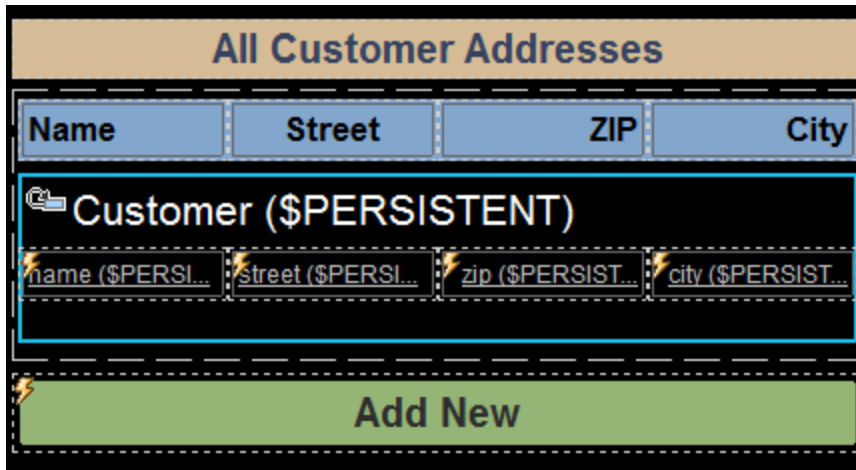 All Customer Addresses
Name Street ZIP City
Customer ($PERSISTENT)
name ($PERSI... street ($PERSI... zip ($PERSIST... city ($PERSIST...
Add New